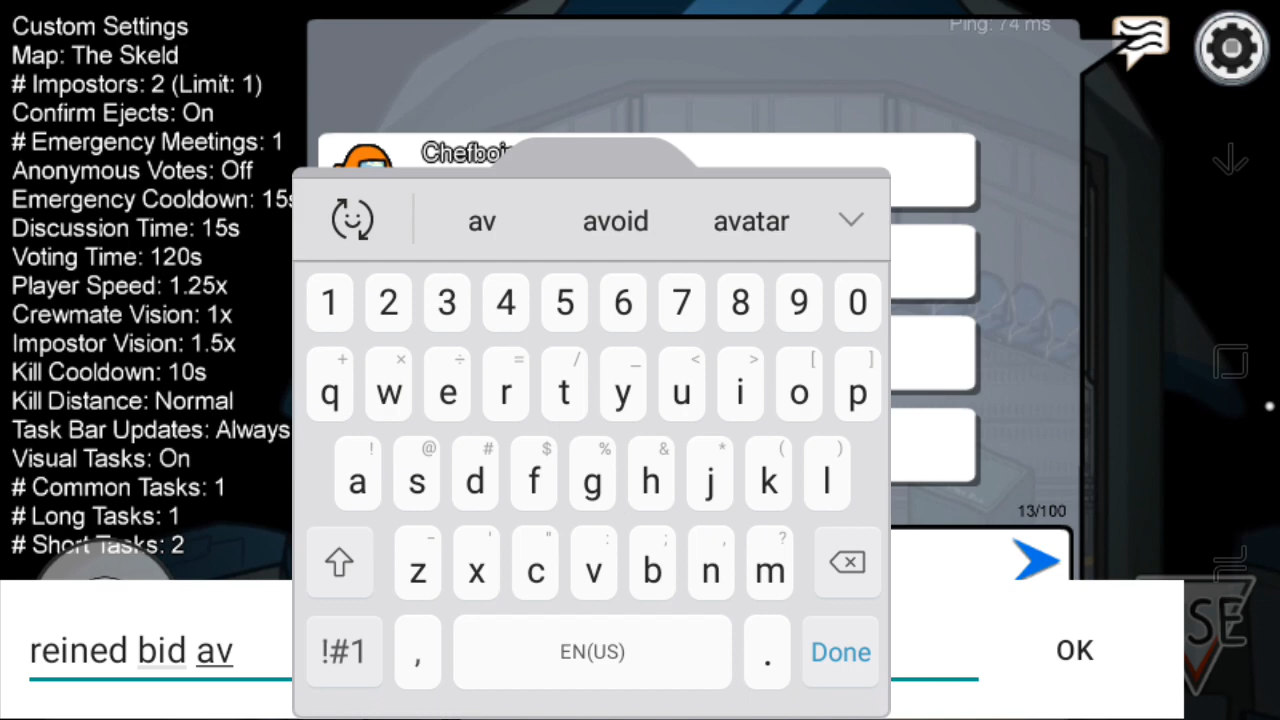 Custom Settings
Map: The Skeld
# Impostors: 2 (Limit: 1)
Confirm Ejects: On
# Emergency Meetings: 1
Anonymous Votes: Off
Emergency Cooldown: 15s
Discussion Time: 15s
Voting Time: 120s
Player Speed: 1.25x
Crewmate Vision: 1x
Impostor Vision: 1.5x
Kill Cooldown: 10s
Kill Distance: Normal
Task Bar Updates: Always
Visual Tasks: On
# Common Tasks: 1
# Long Tasks: 1
# Short Tasks: 2
Ping: 74 ms
av avoid avatar
1 2 3 4 5 6 7 8 9 0
+ × ÷ = / _ < > [ ]
q w e r t y u i o p
! @ # $ % & * ( )
a s d f g h j k l
- ' " : ; , ?
z x c v b n m
!#1 , EN(US) . Done
13/100
reined bid av
OK
SE